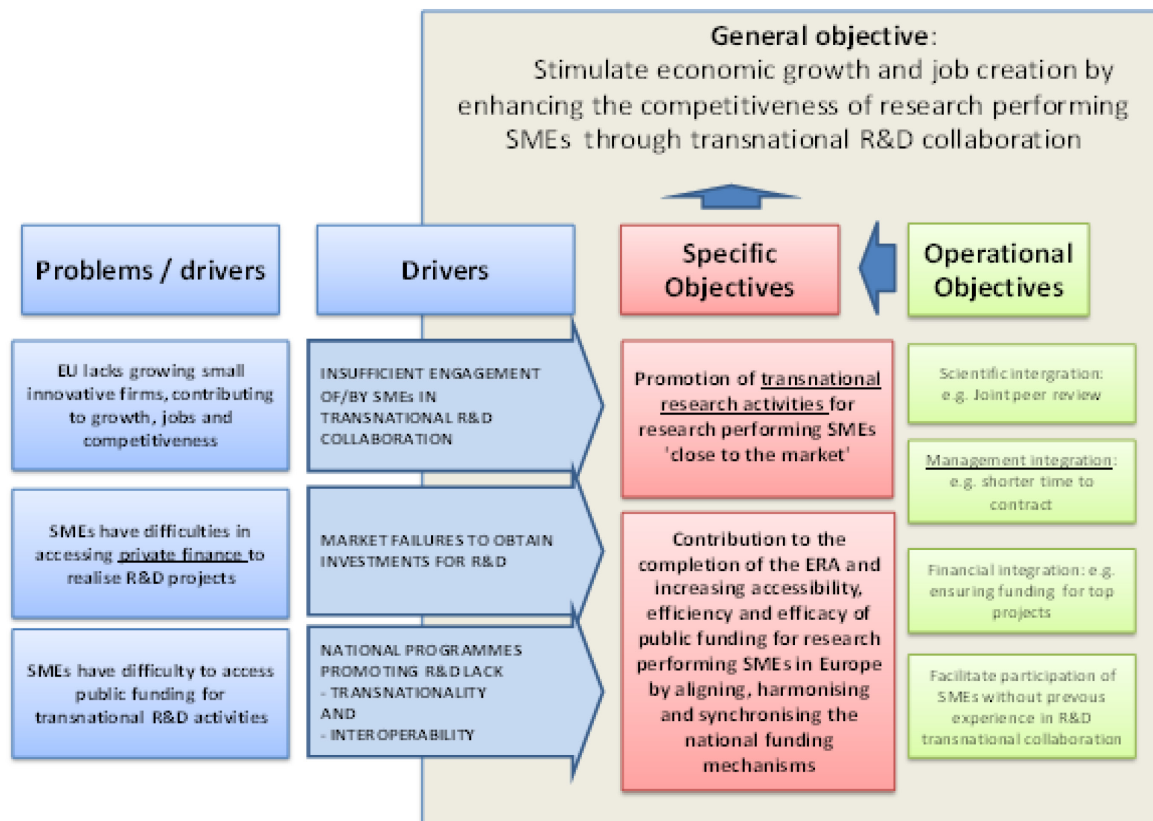 General objective:
Stimulate economic growth and job creation by
enhancing the competitiveness of research performing
SMEs through transnational R&D collaboration
Problems / drivers
Drivers
Specific
Objectives
Operational
Objectives
EU lacks growing small
innovative firms, contributing
to growth, jobs and
competitiveness
INSUFFICIENT ENGAGEMENT
OF/BY SMEs IN
TRANSNATIONAL R&D
COLLABORATION
Promotion of transnational
research activities for
research performing SMEs
'close to the market'
Scientific intergration:
e.g. Joint peer review
Management integration:
e.g. shorter time to
contract
SMEs have difficulties in
accessing private finance to
realise R&D projects
MARKET FAILURES TO OBTAIN
INVESTMENTS FOR R&D
Contribution to the
completion of the ERA and
increasing accessibility,
efficiency and efficacy of
public funding for research
performing SMEs in Europe
by aligning, harmonising
and synchronising the
national funding
mechanisms
Financial integration: e.g.
ensuring funding for top
projects
SMEs have difficulty to access
public funding for
transnational R&D activities
NATIONAL PROGRAMMES
PROMOTING R&D LACK
- TRANSNATIONALITY
AND
- INTEROPERABILITY
Facilitate participation of
SMEs without prevous
experience in R&D
transnational collaboration